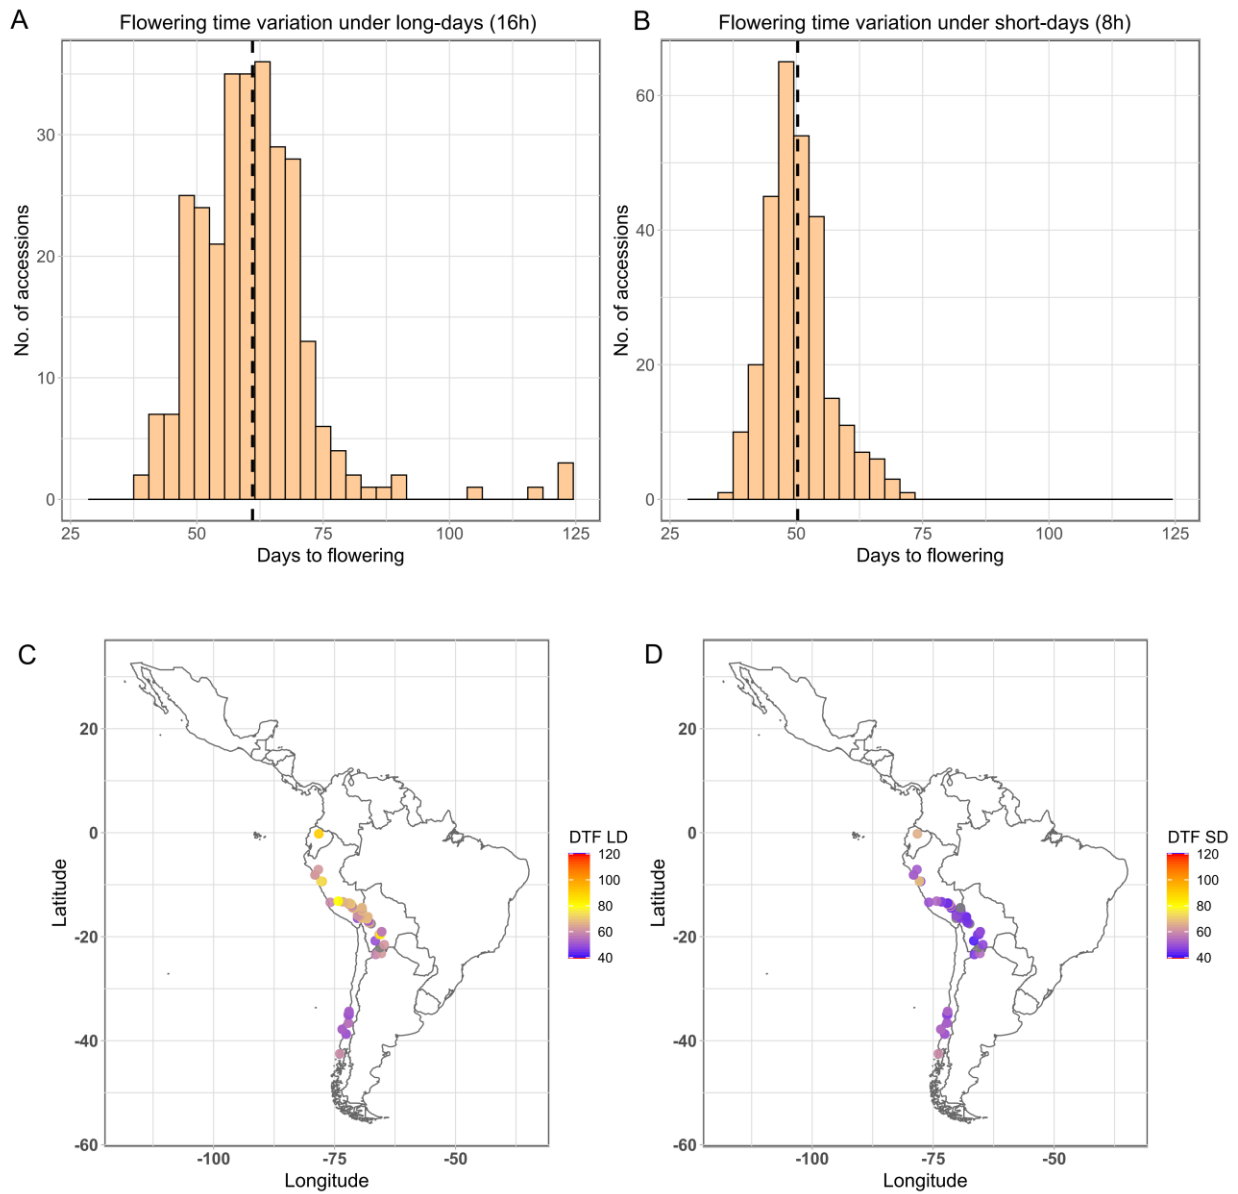 A
Flowering time variation under long-days (16h)
No. of accessions
30
20
10
0
25 50 75 100 125
Days to flowering
B
Flowering time variation under short-days (8h)
No. of accessions
60
40
20
0
25 50 75 100 125
Days to flowering
C
Latitude
20
0
-20
-40
-60
-100 -75 -50
Longitude
DTF LD
120
100
80
60
40
D
Latitude
20
0
-20
-40
-60
-100 -75 -50
Longitude
DTF SD
120
100
80
60
40